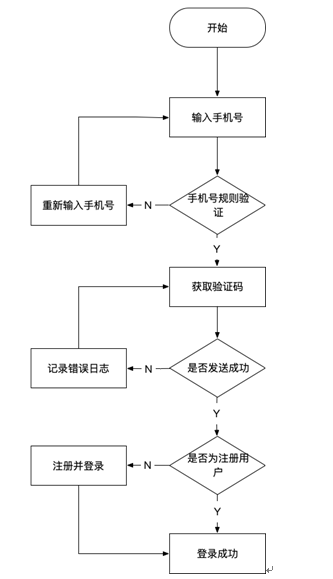 开始
输入手机号
手机号规则验
证
N
重新输入手机号
Y
获取验证码
是否发送成功
N
记录错误日志
Y
是否为注册用
户
N
注册并登录
Y
登录成功